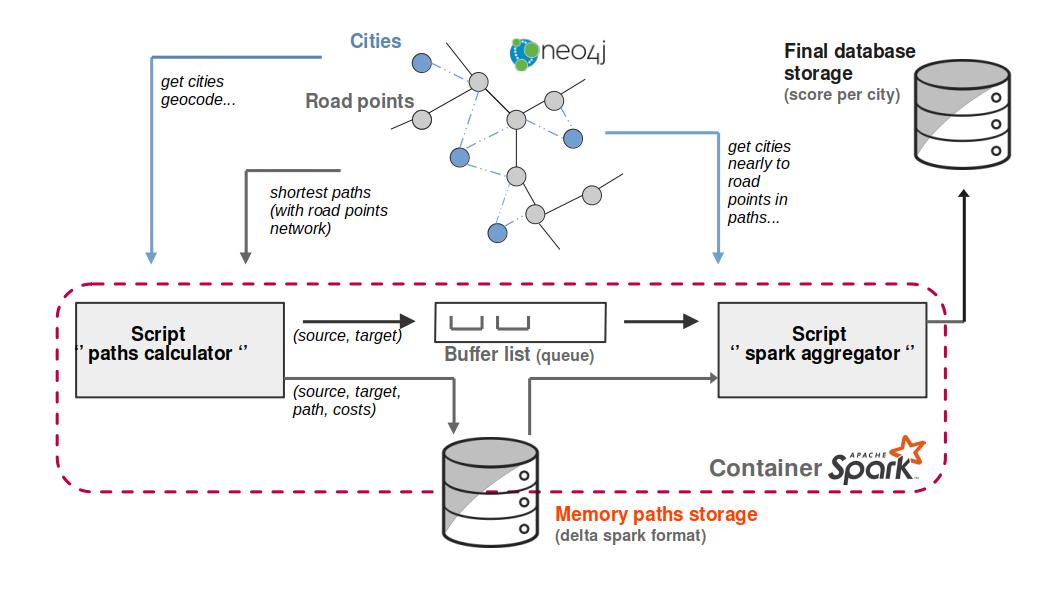 Cities
neo4j
Final database
storage
(score per city)
get cities
geocode...
Road points
get cities
nearly to
road
points in
paths...
shortest paths
(with road points
network)
Script
‘’ paths calculator ‘’
(source, target)
Buffer list (queue)
Script
‘’ spark aggregator ‘’
(source, target,
path, costs)
Container
APACHE
Spark
Memory paths storage
(delta spark format)